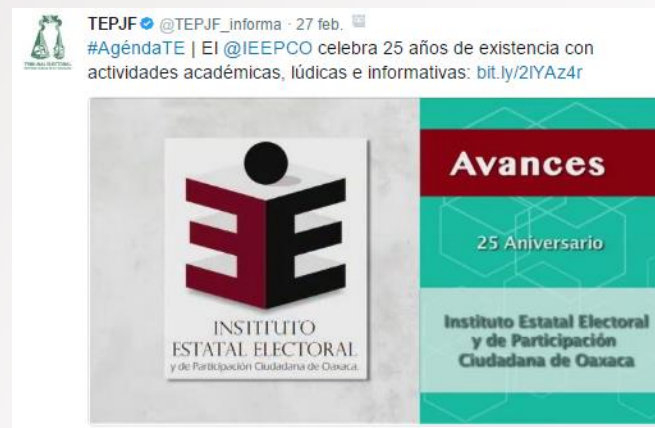 TEPJF @TEPJF_informa · 27 feb.
#AgéndaTE | El @IEEPCO celebra 25 años de existencia con
actividades académicas, lúdicas e informativas: bit.ly/2lYAz4r
INSTITUTO
ESTATAL ELECTORAL
y de Participación Ciudadana de Oaxaca.
Avances
25 Aniversario
Instituto Estatal Electoral
y de Participación
Ciudadana de Oaxaca